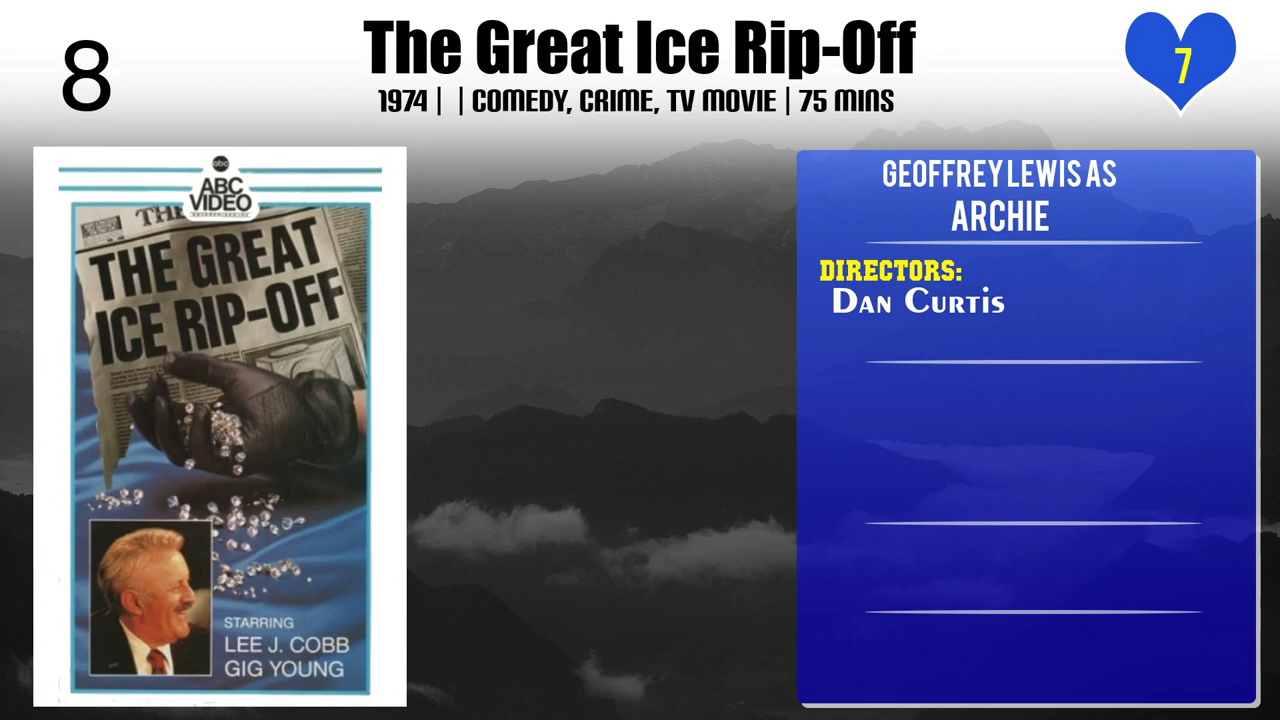 8
The Great Ice Rip-Off
7
1974 | | COMEDY, CRIME, TV MOVIE | 75 MINS
abc
ABC
VIDEO
THE
THE GREAT
ICE RIP-OFF
STARRING
LEE J. COBB
GIG YOUNG
GEOFFREY LEWIS AS
ARCHIE
DIRECTORS:
Dan Curtis